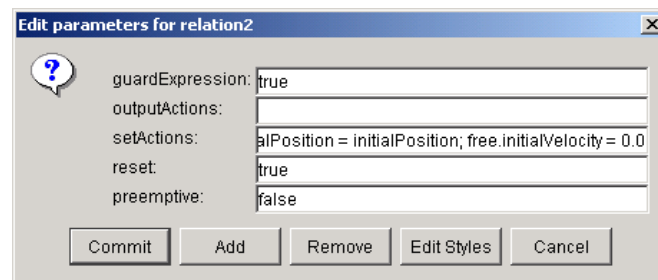 Edit parameters for relation2
?
guardExpression: true
outputActions:
setActions: alPosition = initialPosition; free.initialVelocity = 0.0
reset: true
preemptive: false
Commit Add Remove Edit Styles Cancel